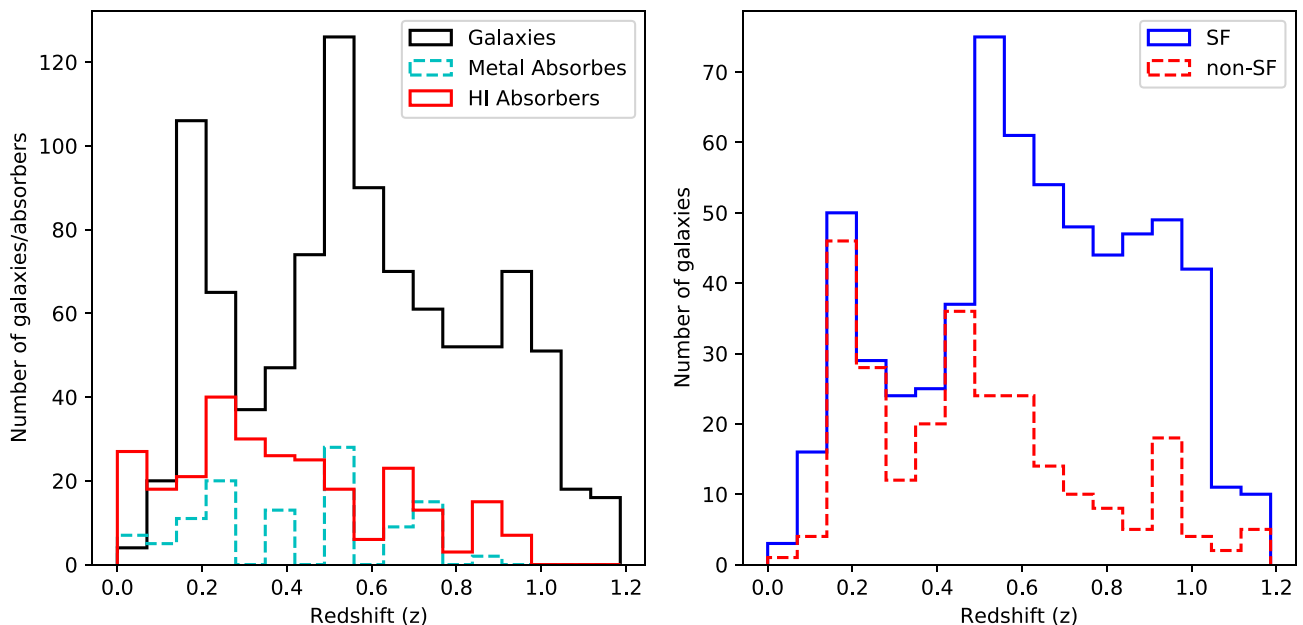 Galaxies
Metal Absorbes
HI Absorbers
Number of galaxies/absorbers
120
100
80
60
40
20
0
0.0 0.2 0.4 0.6 0.8 1.0 1.2
Redshift (z)
SF
non-SF
Number of galaxies
70
60
50
40
30
20
10
0
0.0 0.2 0.4 0.6 0.8 1.0 1.2
Redshift (z)